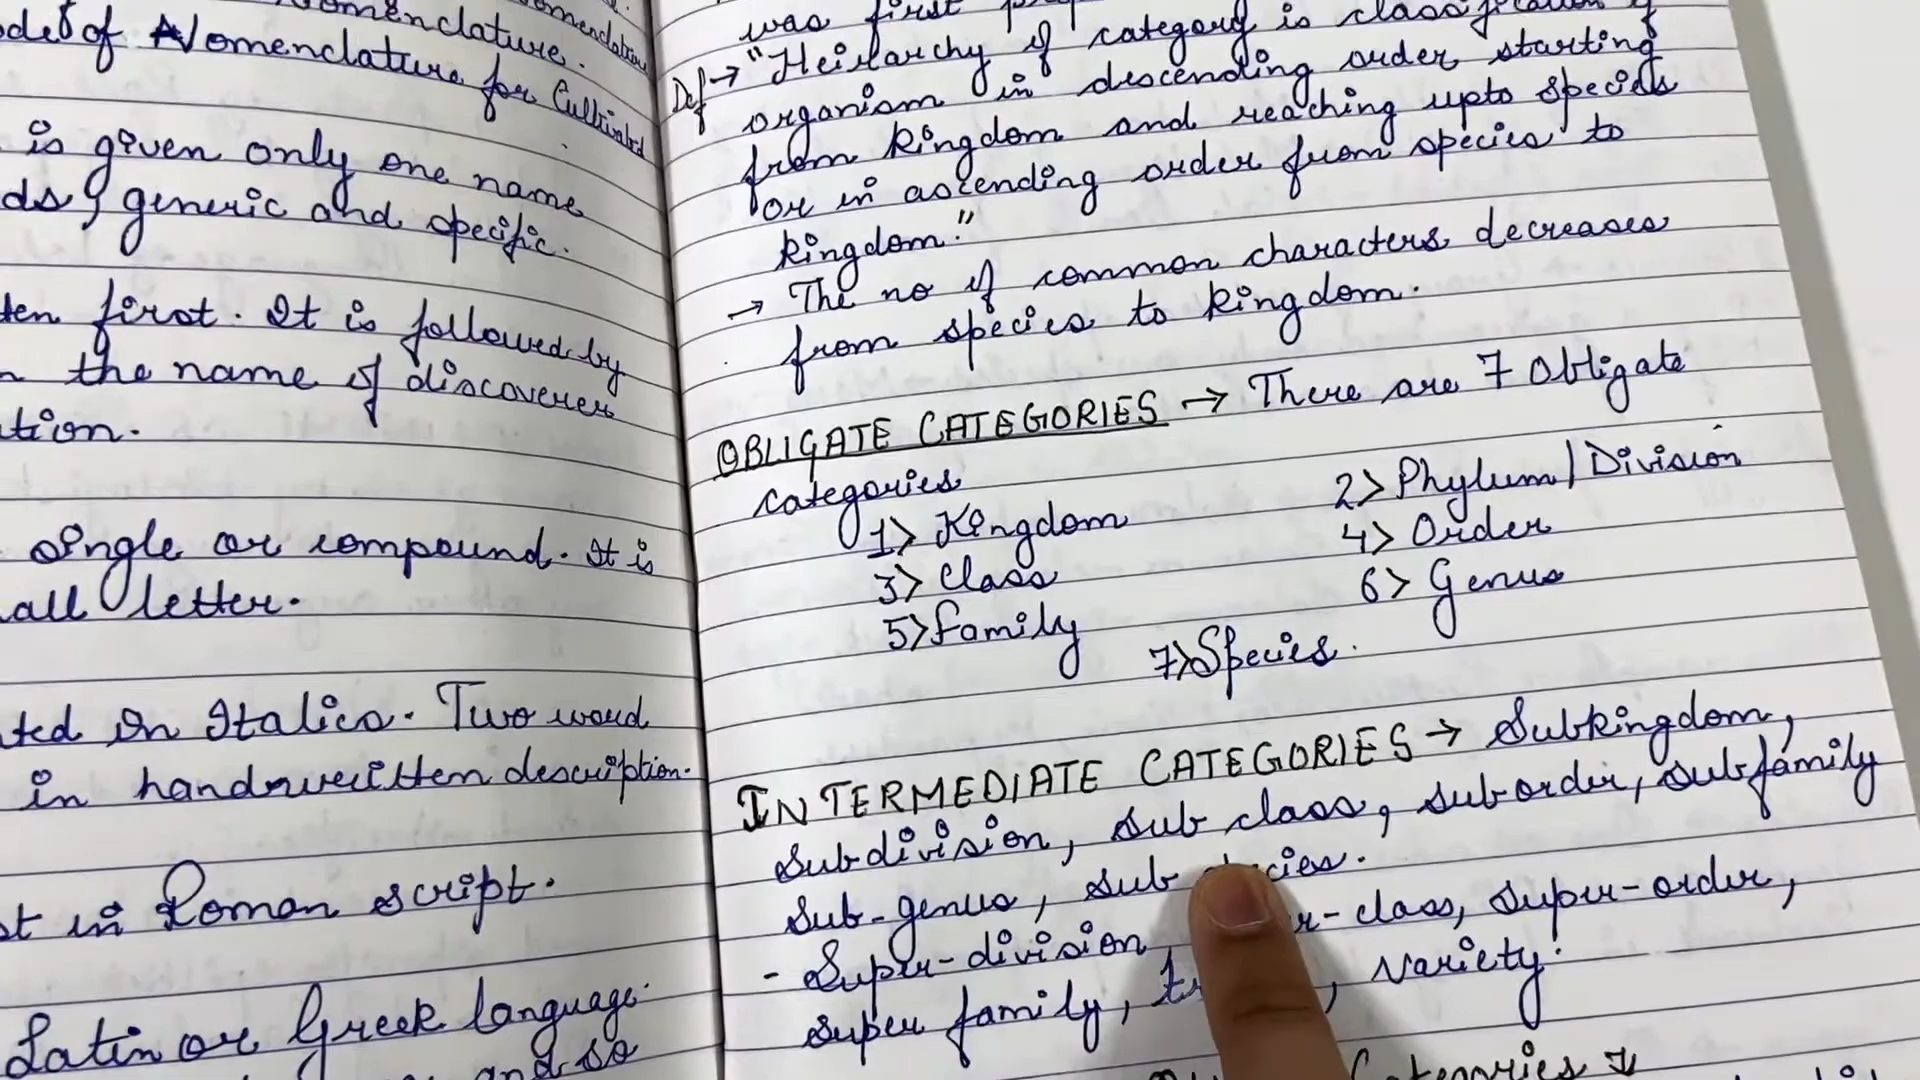 Nomenclature.
des of Nomenclature for Cultivated
is given only one name
ds, generic and specific.
ten first. It is followed by
the name of discoverer
tion.
single or compound. It is
all letter.
ted in Italics. Two word
in handwritten description.
st in Roman script.
Latin or Greek language.
and so
was first
Def → "Heirarchy of category is classification of
organism in descending order starting
from kingdom and reaching upto species
or in ascending order from species to
kingdom."
→ The no of common characters decreases
from species to kingdom.
OBLIGATE CATEGORIES → There are 7 Obligate
categories
1> Kingdom 2> Phylum/Division
3> Class 4> Order
5> family 6> Genus
7> Species.
INTERMEDIATE CATEGORIES → Subkingdom,
Subdivision, sub class, suborder, subfamily
sub-genus, sub
- Super-division, -class, super-order,
super family, variety.
Categories